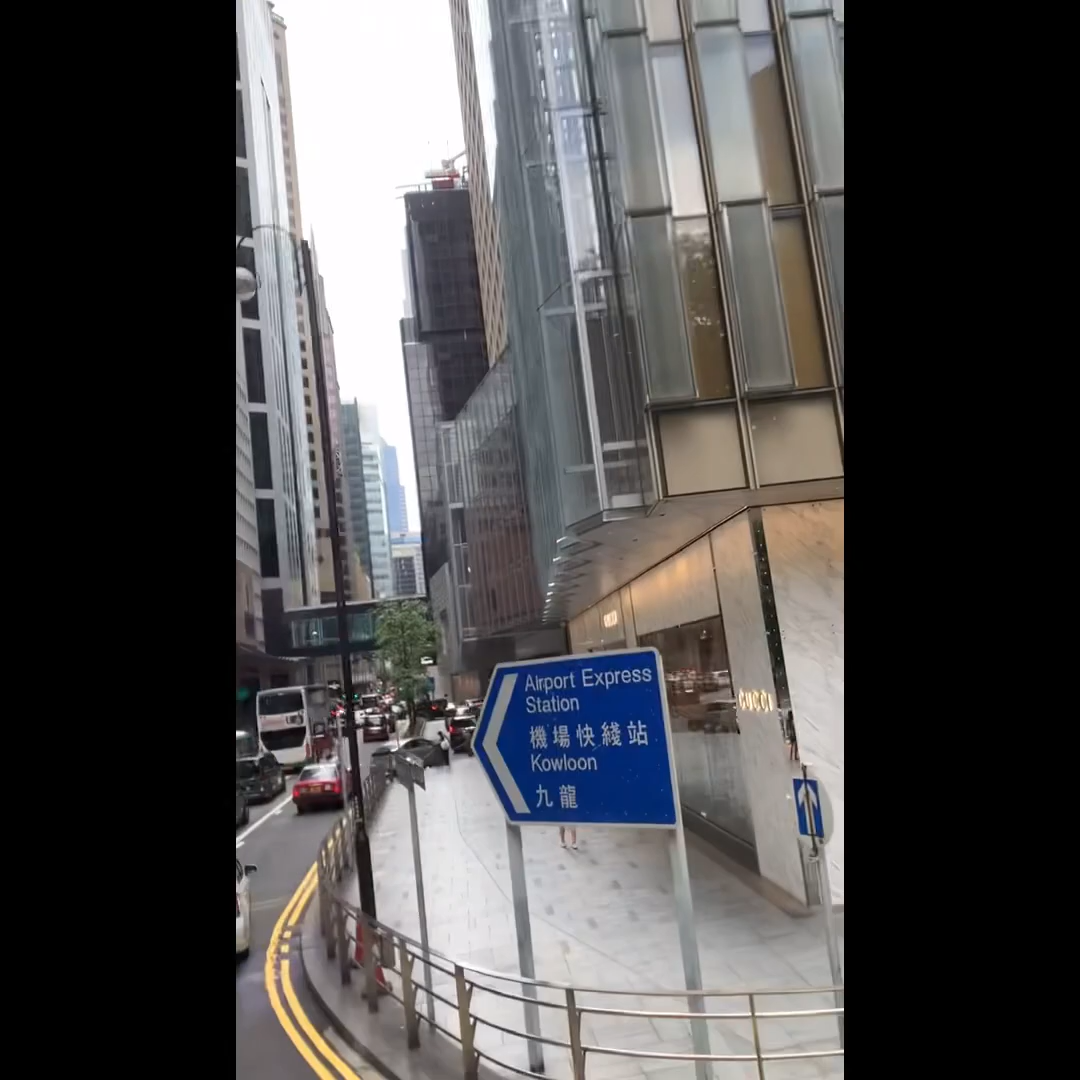 Airport Express
Station
機場快綫站
Kowloon
九龍
GUCCI